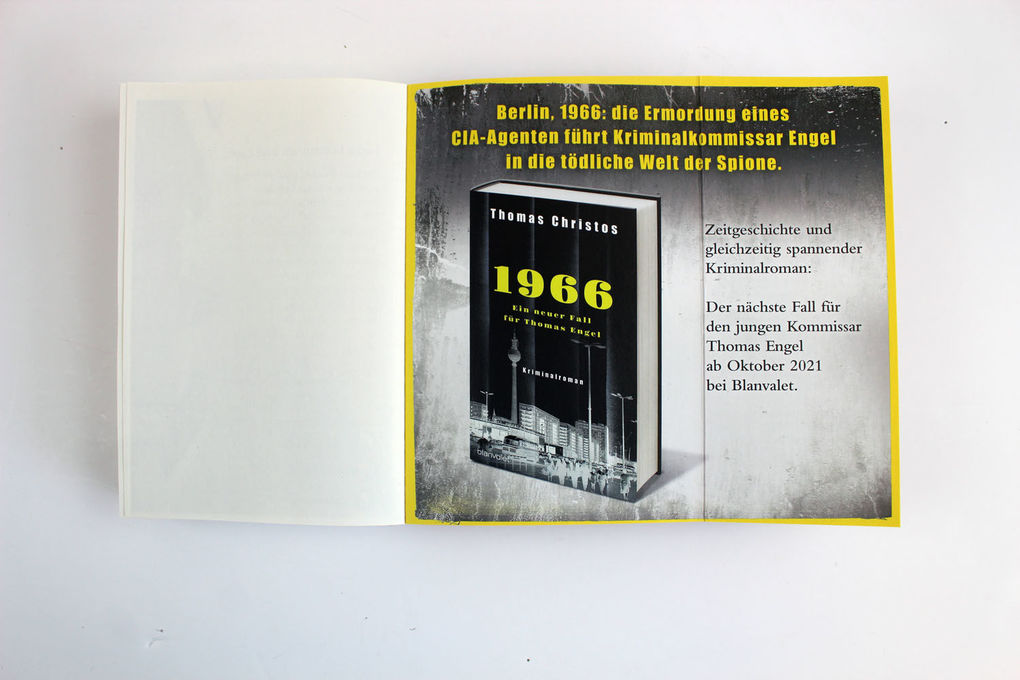 Berlin, 1966: die Ermordung eines
CIA-Agenten führt Kriminalkommissar Engel
in die tödliche Welt der Spione.
Thomas Christos
1966
Ein neuer Fall
für Thomas Engel
Kriminalroman
blanvalet
Zeitgeschichte und
gleichzeitig spannender
Kriminalroman:
Der nächste Fall für
den jungen Kommissar
Thomas Engel
ab Oktober 2021
bei Blanvalet.